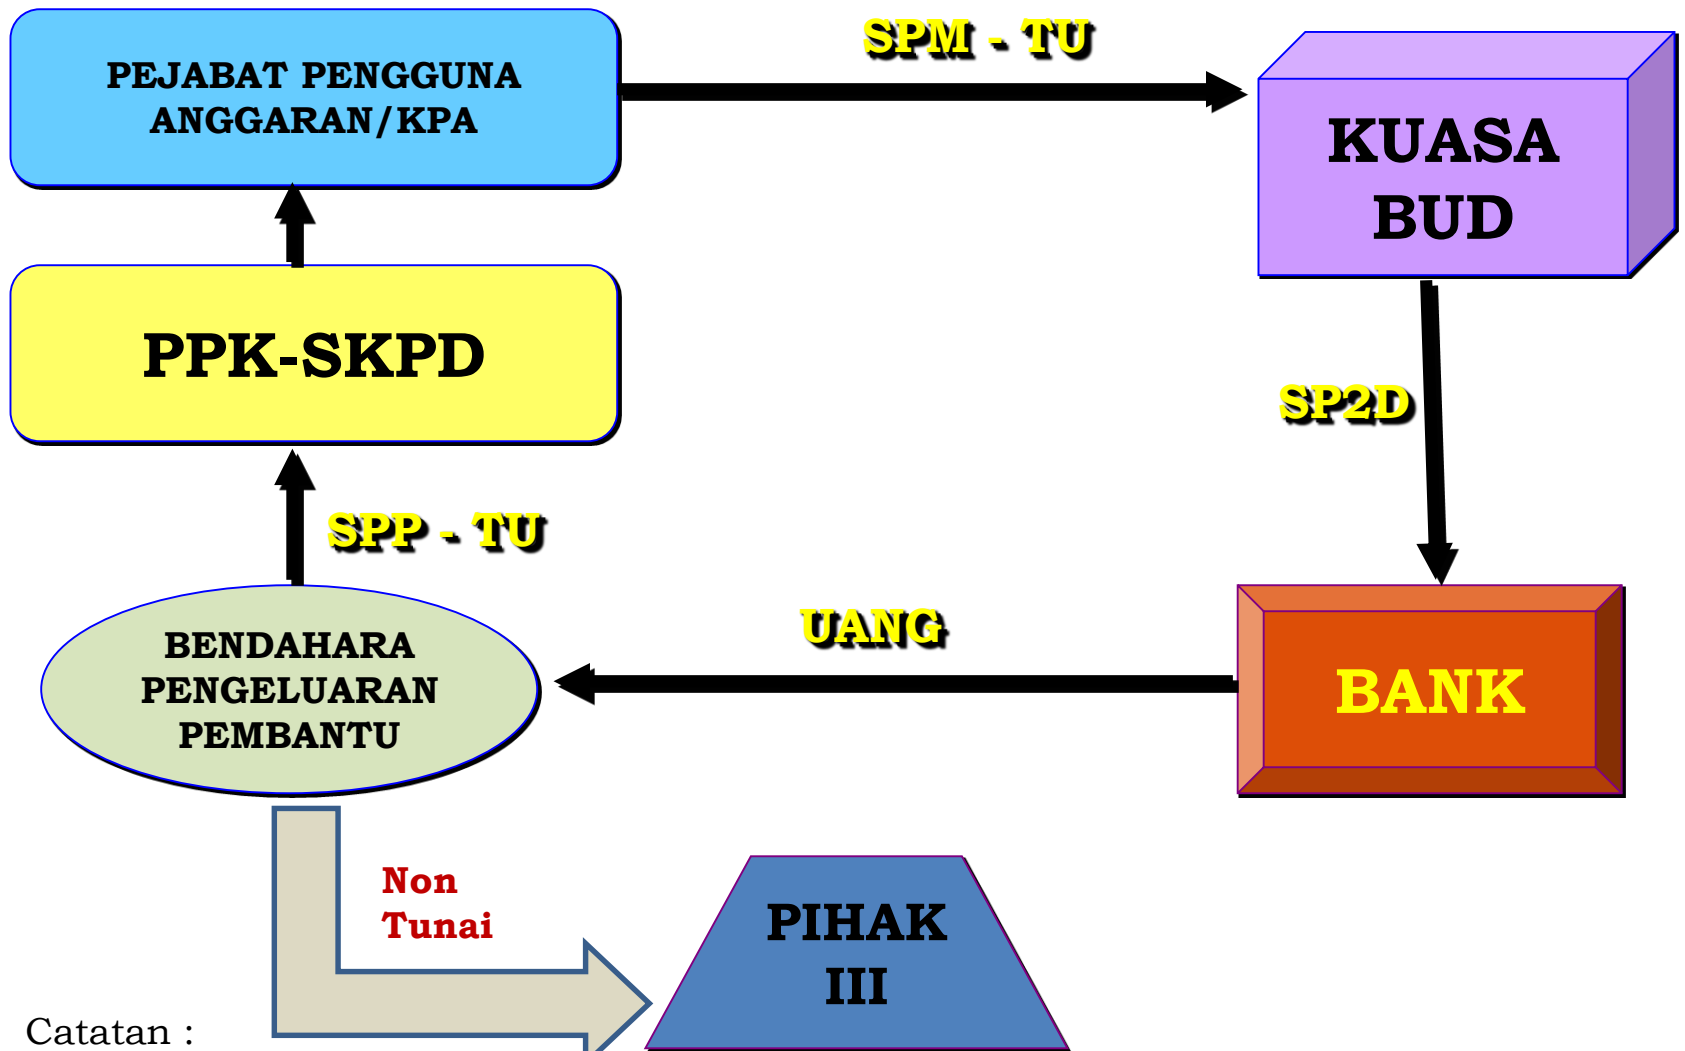 SPM - TU
PEJABAT PENGGUNA
ANGGARAN/KPA
KUASA
BUD
PPK-SKPD
SP2D
SPP - TU
UANG
BENDAHARA
PENGELUARAN
PEMBANTU
BANK
Non
Tunai
PIHAK
III
Catatan :